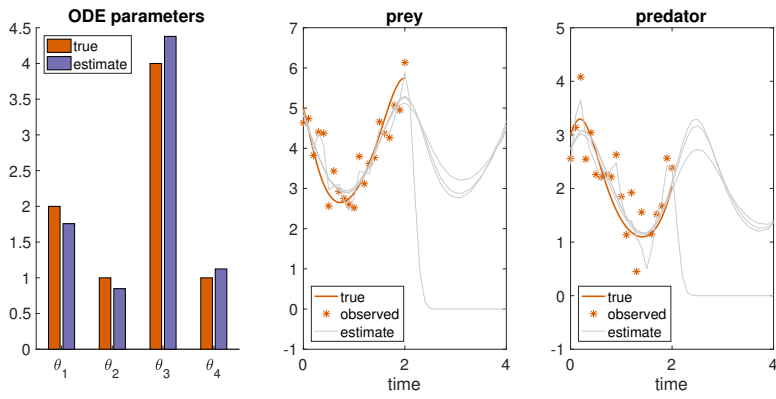 ODE parameters
4.5
4
3.5
3
2.5
2
1.5
1
0.5
0
true
estimate
θ1 θ2 θ3 θ4
prey
7
6
5
4
3
2
1
0
-1
true
observed
estimate
0 2 4
time
predator
5
4
3
2
1
0
-1
true
observed
estimate
0 2 4
time